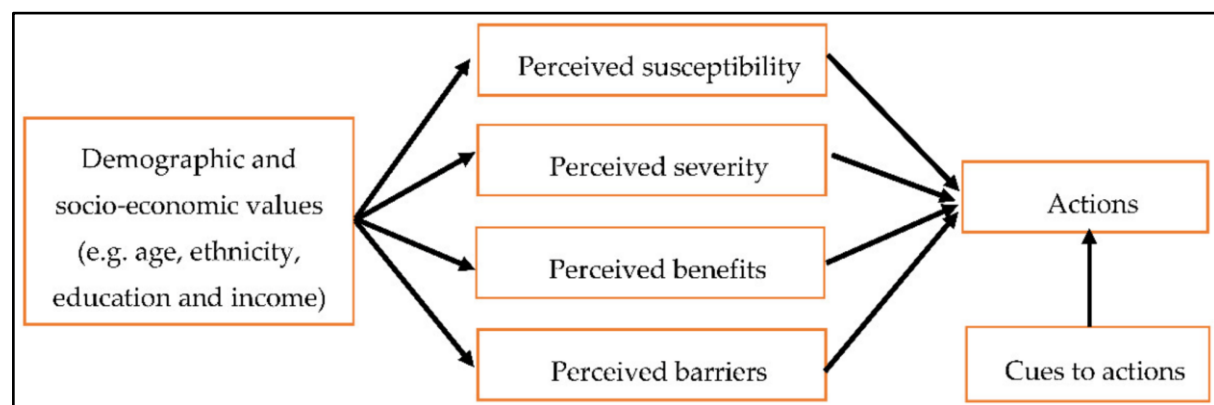 Demographic and
socio-economic values
(e.g. age, ethnicity,
education and income)
Perceived susceptibility
Perceived severity
Perceived benefits
Perceived barriers
Actions
Cues to actions